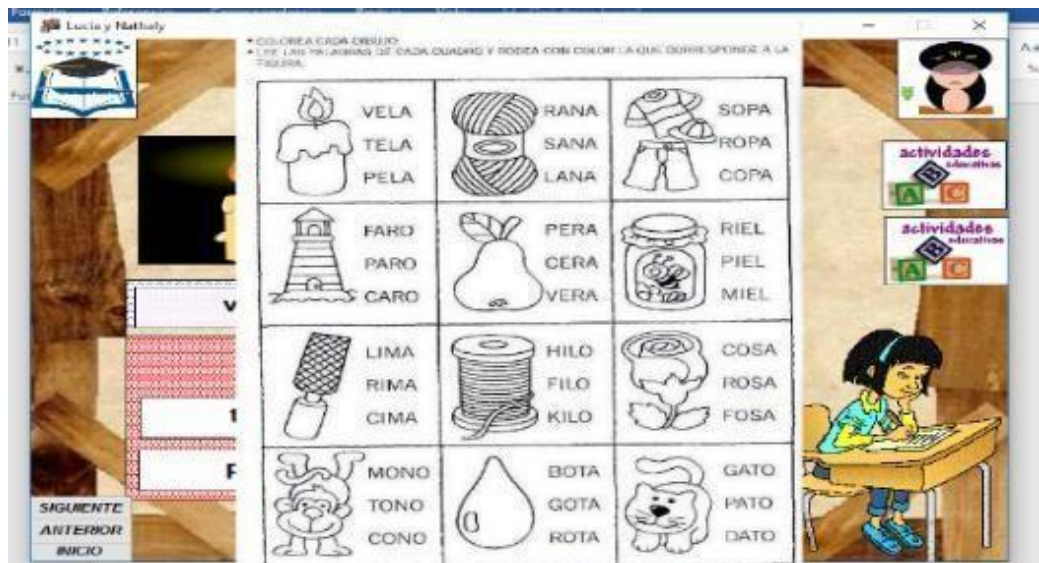 Lucia y Nathaly
• COLOREA CADA DIBUJO
• LEE LAS PALABRAS DE CADA CUADRO Y RODEA CON COLOR LA QUE CORRESPONDE A LA
FIGURA.
VELA
TELA
PELA
RANA
SANA
LANA
SOPA
ROPA
COPA
FARO
PARO
CARO
PERA
CERA
VERA
RIEL
PIEL
MIEL
LIMA
RIMA
CIMA
HILO
FILO
KILO
COSA
ROSA
FOSA
MONO
TONO
CONO
BOTA
GOTA
ROTA
GATO
PATO
DATO
actividades
educativas
A B C
actividades
educativas
A B C
SIGUIENTE
ANTERIOR
INICIO